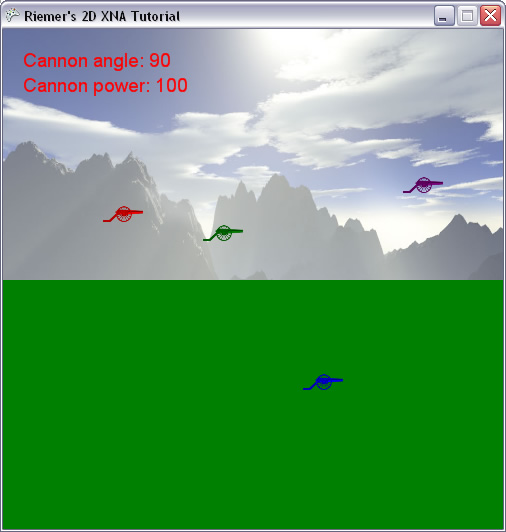 Riemer's 2D XNA Tutorial
Cannon angle: 90
Cannon power: 100